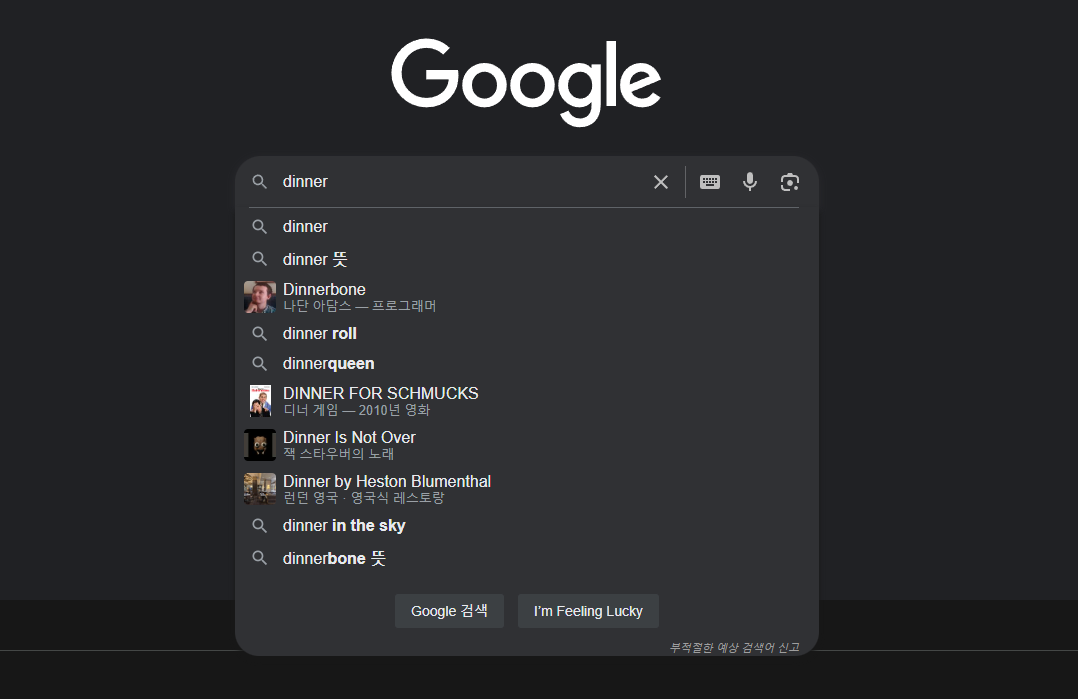 Google
dinner
dinner
dinner 뜻
Dinnerbone
나단 아담스 — 프로그래머
dinner roll
dinnerqueen
DINNER FOR SCHMUCKS
디너 게임 — 2010년 영화
Dinner Is Not Over
잭 스타우버의 노래
Dinner by Heston Blumenthal
런던 영국 · 영국식 레스토랑
dinner in the sky
dinnerbone 뜻
Google 검색
I'm Feeling Lucky
부적절한 예상 검색어 신고